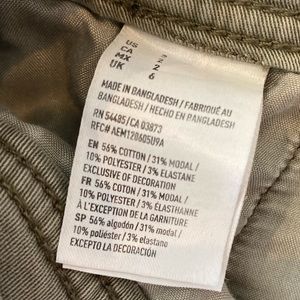 US 2
CA 2
MX 2
UK 6
MADE IN BANGLADESH / FABRIQUÉ AU
BANGLADESH / HECHO EN BANGLADESH
RN 54485 / CA 03873
RFC# AEM120605U9A
EN 56% COTTON / 31% MODAL /
10% POLYESTER / 3% ELASTANE
EXCLUSIVE OF DECORATION
FR 56% COTON / 31% MODAL /
10% POLYESTER / 3% ÉLASTHANNE
À L'EXCEPTION DE LA GARNITURE
SP 56% algodón / 31% modal /
10% poliéster / 3% elastano
EXCEPTO LA DECORACIÓN